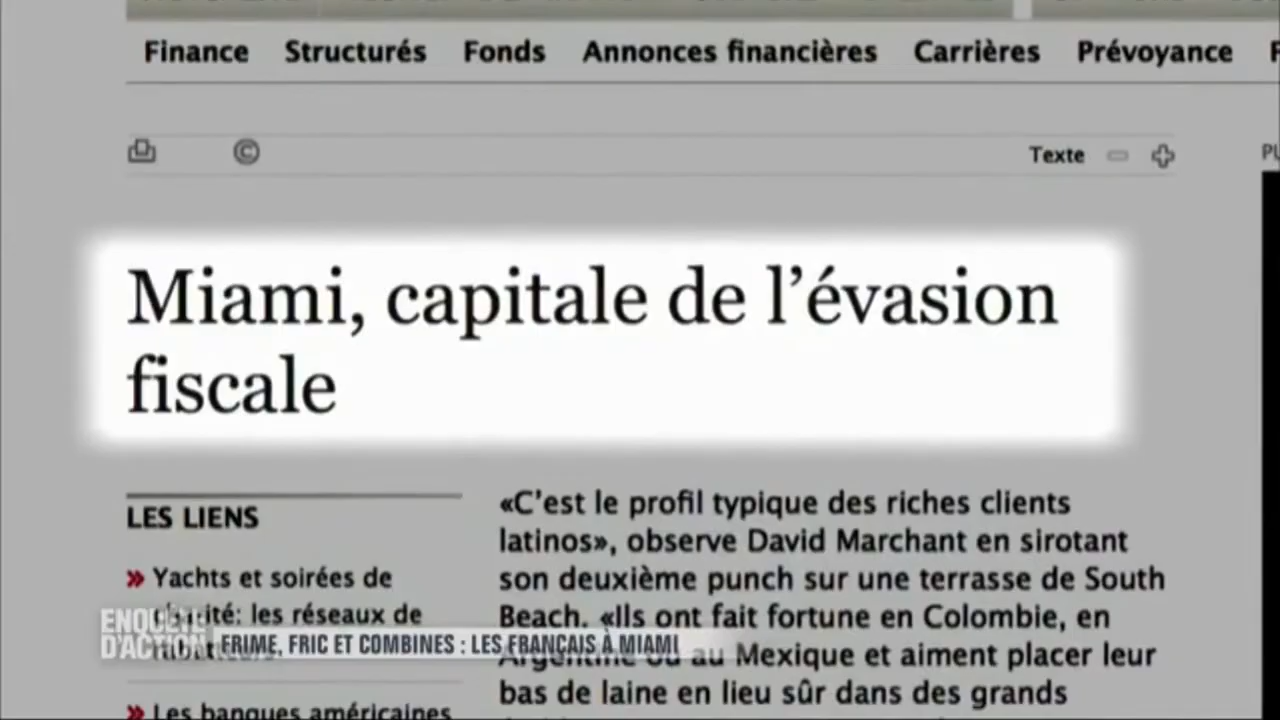 Finance Structurés Fonds Annonces financières Carrières Prévoyance
©
Texte
Miami, capitale de l’évasion
fiscale
LES LIENS
» Yachts et soirées de
les réseaux de
» Les banques américaines
«C’est le profil typique des riches clients
latinos», observe David Marchant en sirotant
son deuxième punch sur une terrasse de South
Beach. «Ils ont fait fortune en Colombie, en
Argentine ou au Mexique et aiment placer leur
bas de laine en lieu sûr dans des grands
ENQUÊTE
D’ACTION
FRIME, FRIC ET COMBINES : LES FRANÇAIS À MIAMI